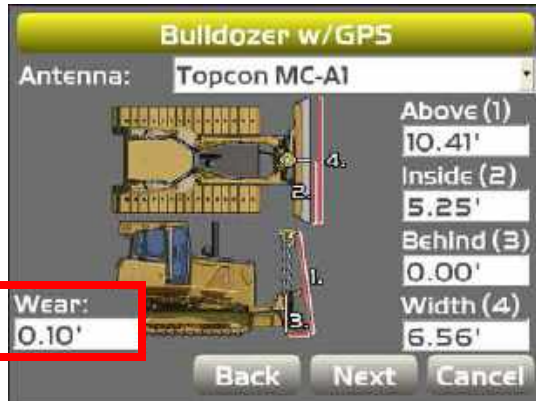 Bulldozer w/GPS
Antenna: Topcon MC-A1
Above (1)
10.41'
Inside (2)
5.25'
Behind (3)
0.00'
Width (4)
6.56'
4.
2.
1.
3.
Wear:
0.10'
Back Next Cancel